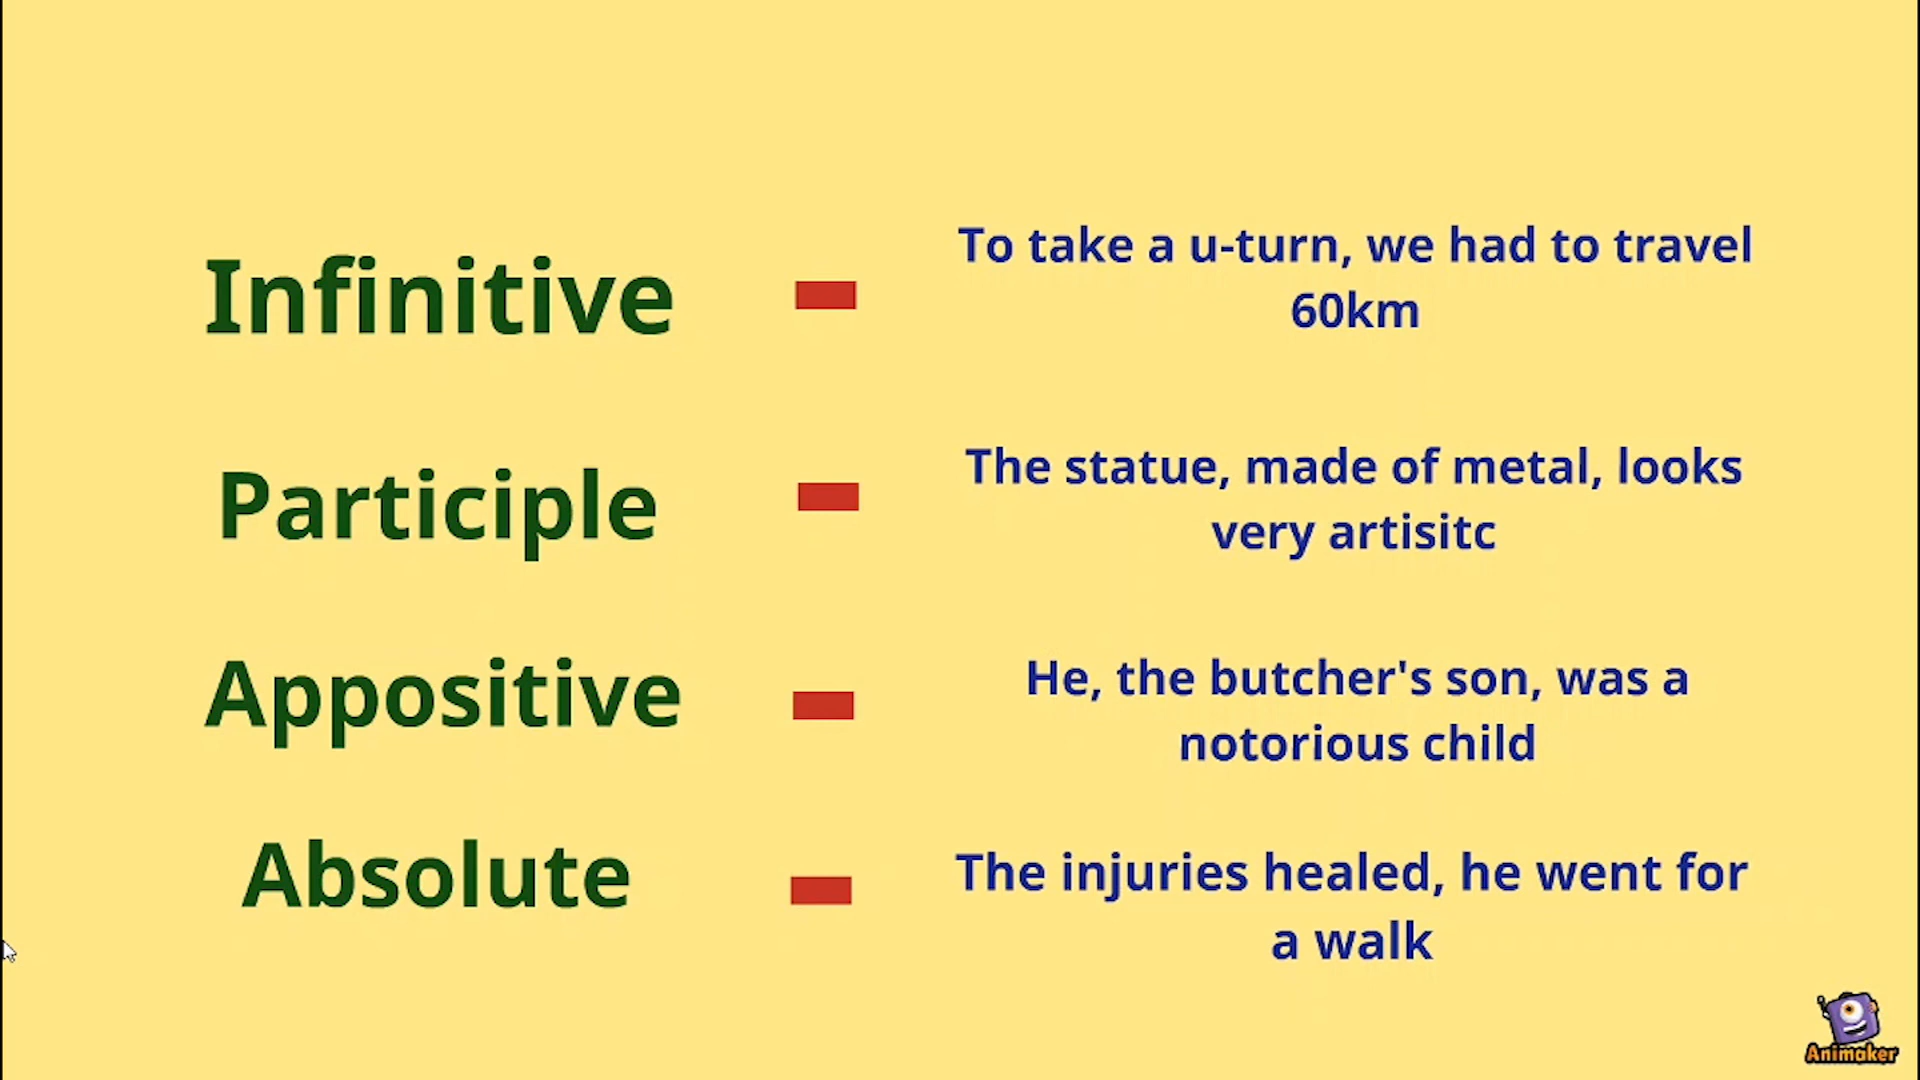 Infinitive - To take a u-turn, we had to travel
60km
Participle - The statue, made of metal, looks
very artisitc
Appositive - He, the butcher's son, was a
notorious child
Absolute - The injuries healed, he went for
a walk
Animaker